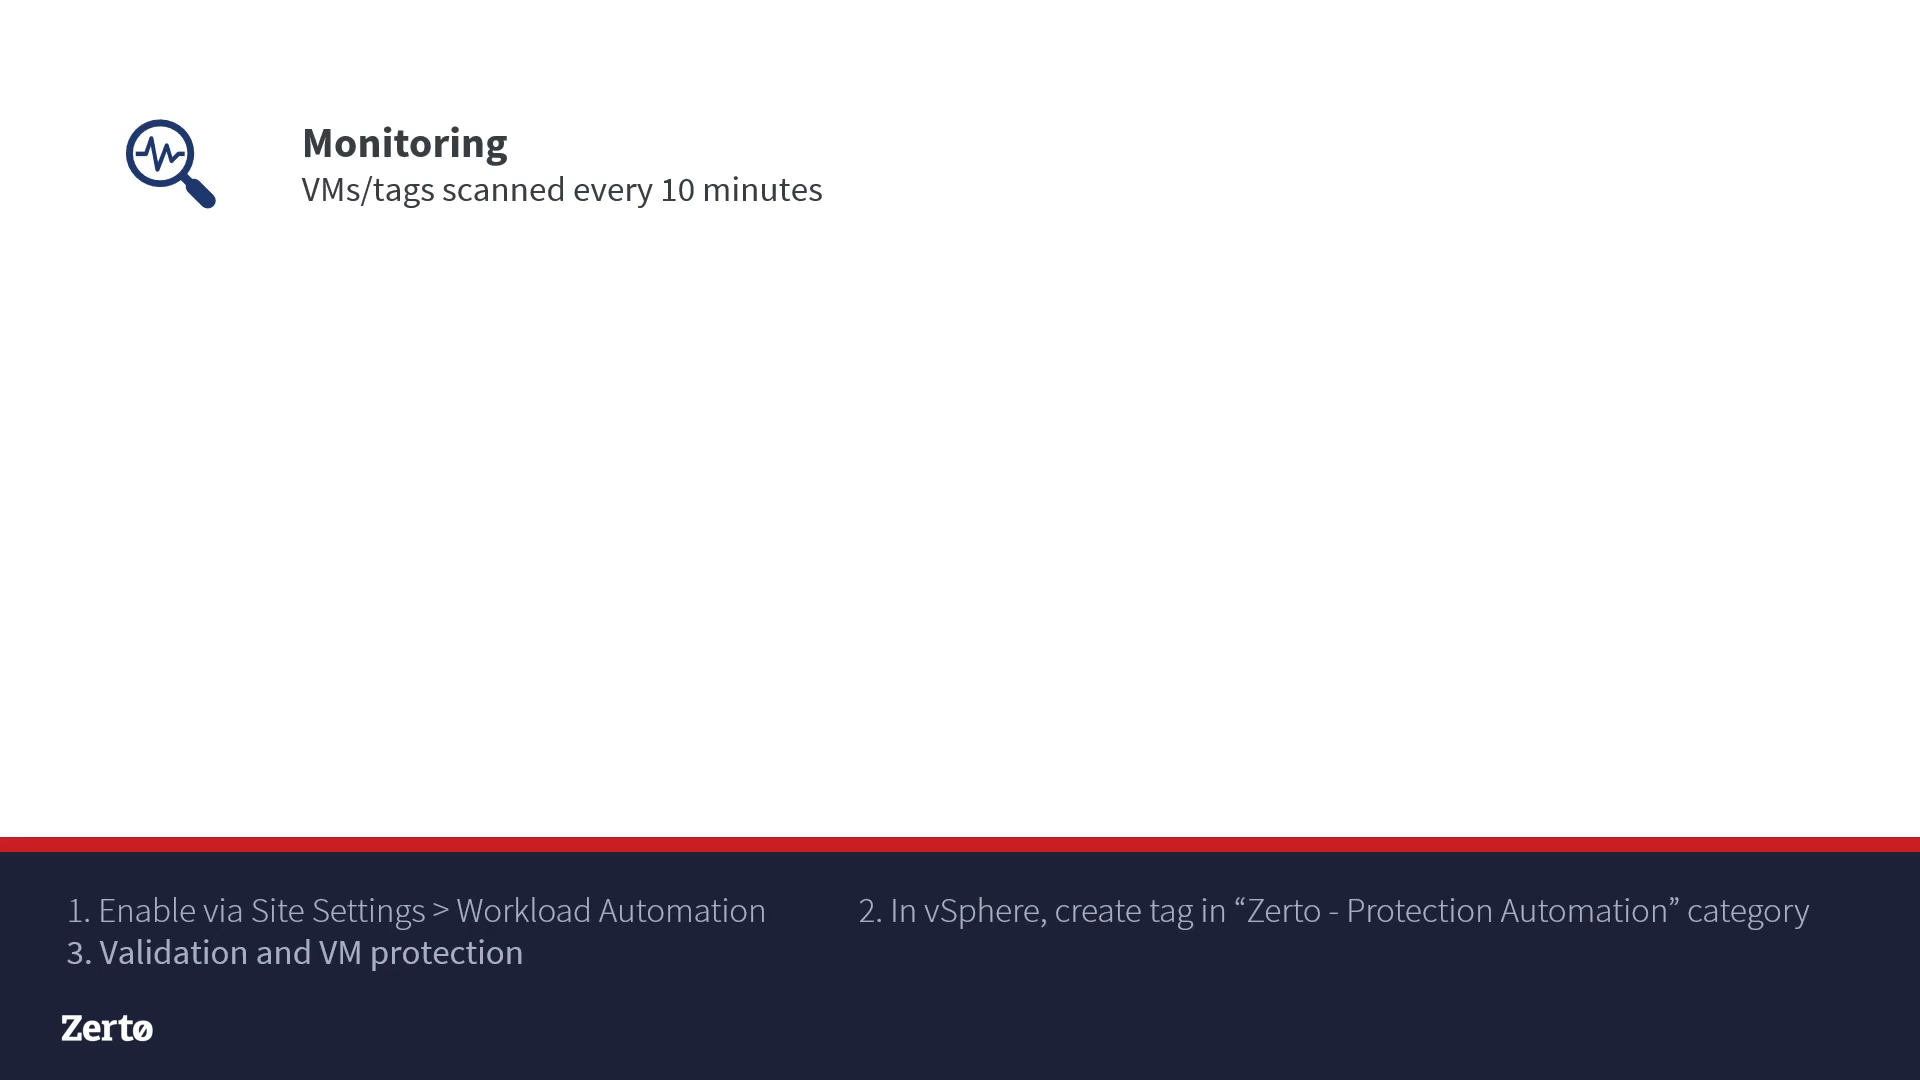 Monitoring
VMs/tags scanned every 10 minutes
1. Enable via Site Settings > Workload Automation
2. In vSphere, create tag in “Zerto - Protection Automation” category
3. Validation and VM protection
Zerto